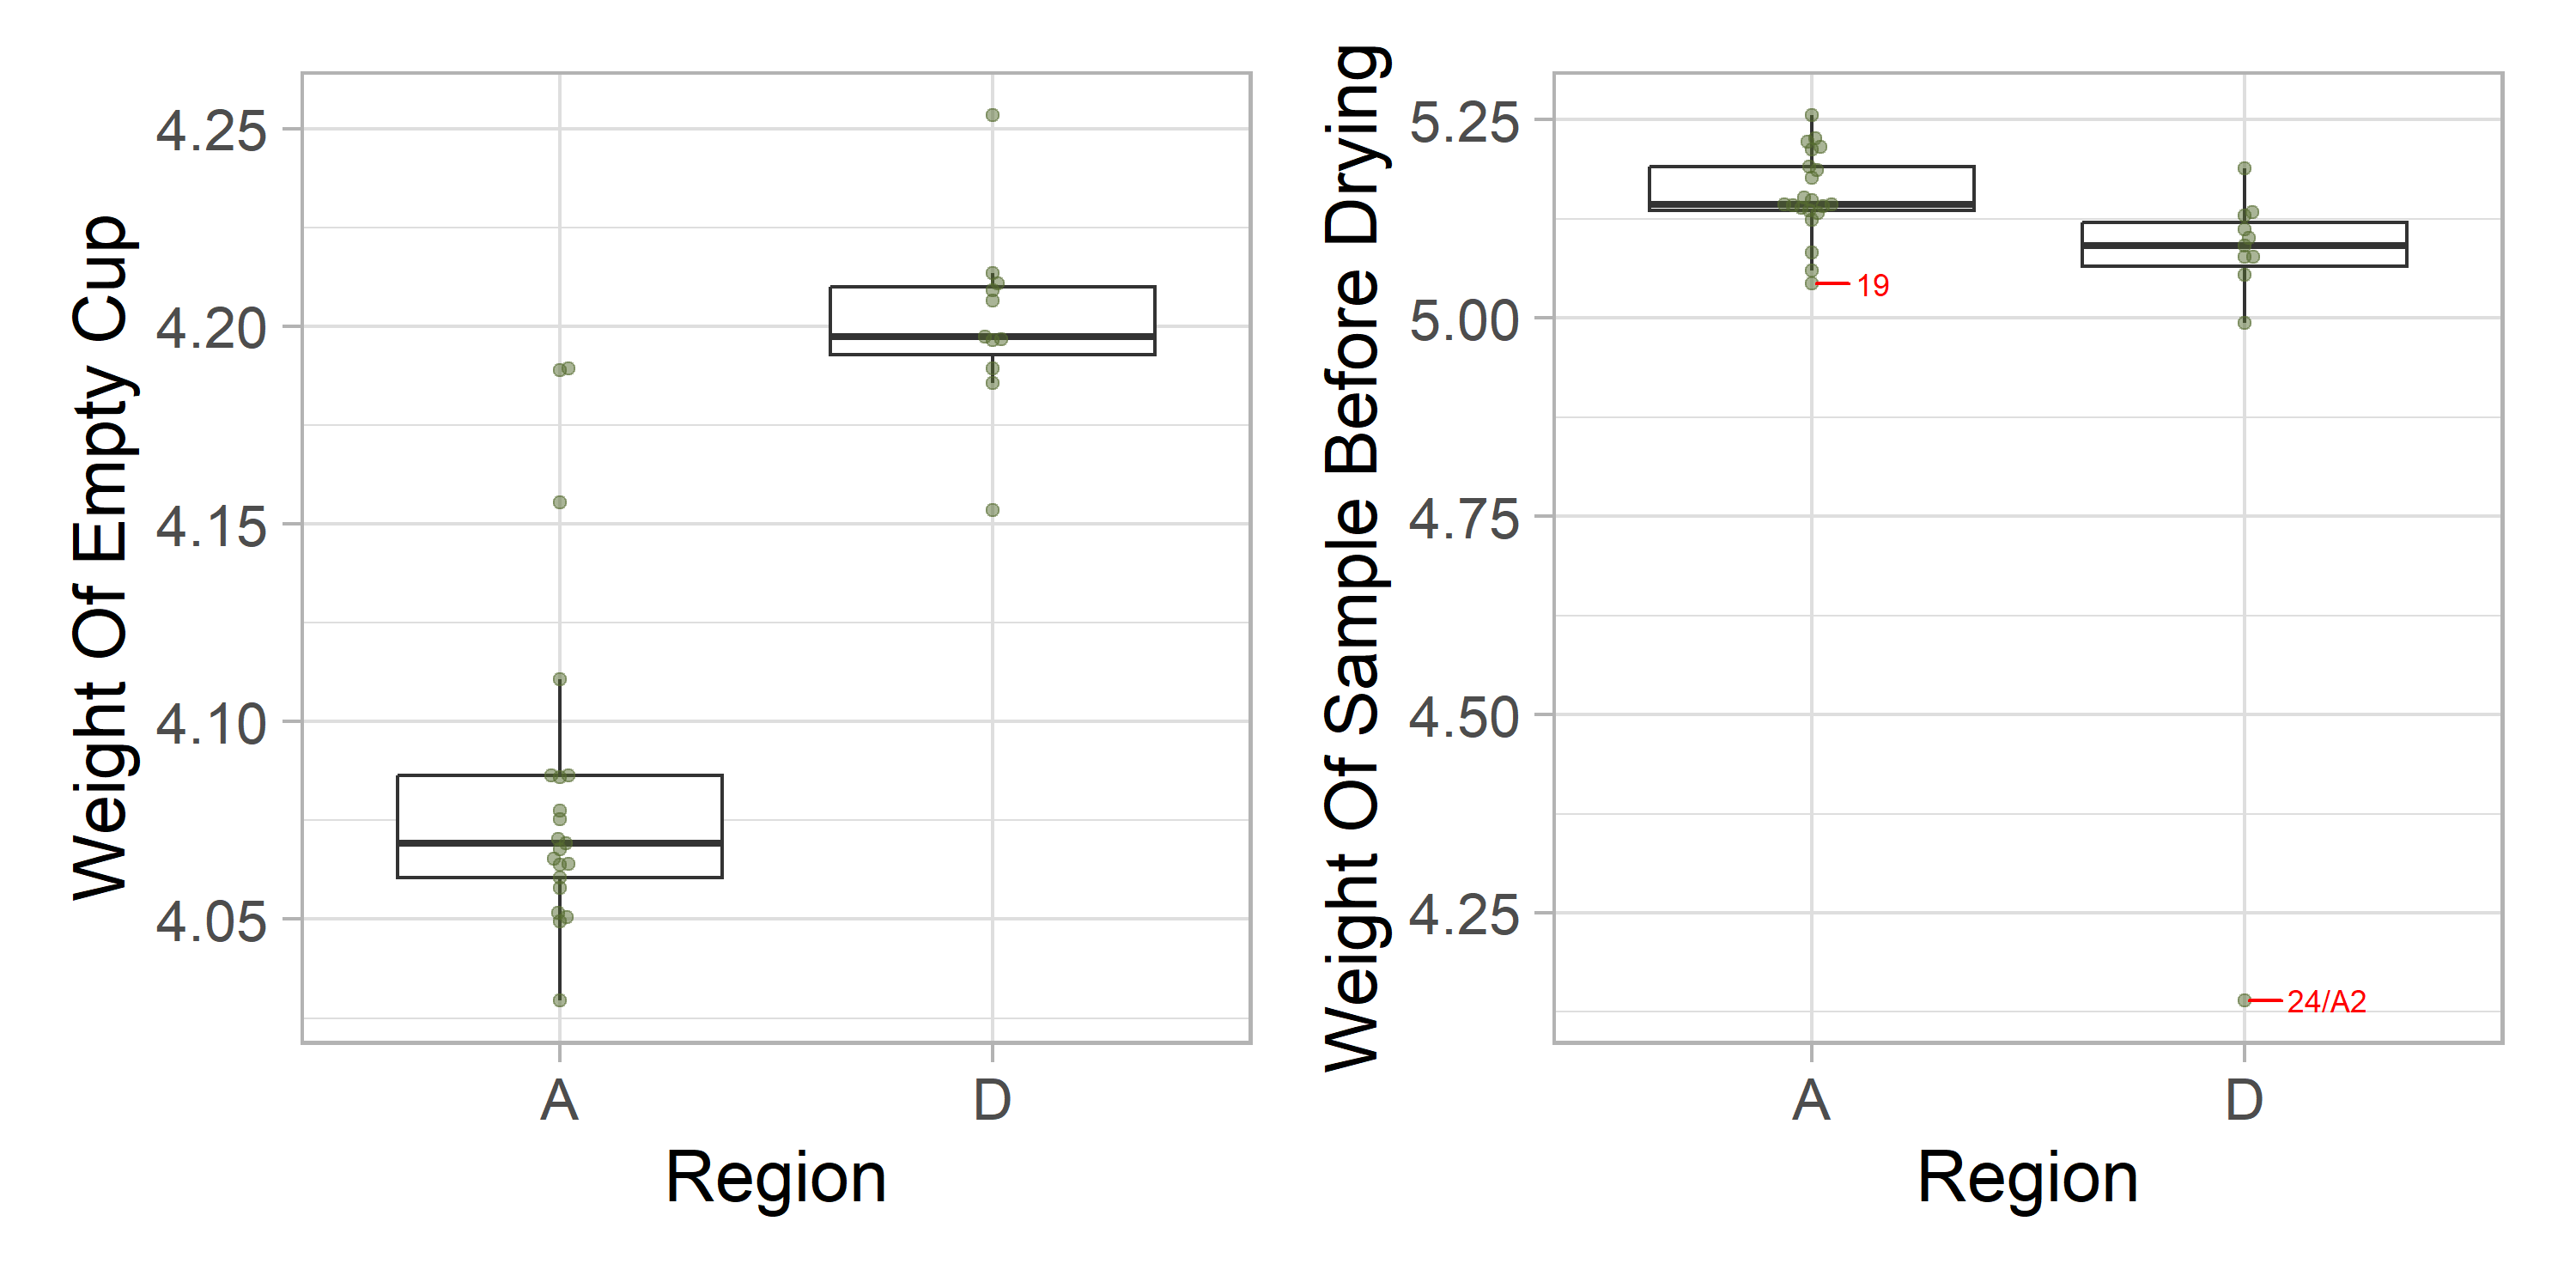 Weight Of Empty Cup
4.25
4.20
4.15
4.10
4.05
A
D
Region
Weight Of Sample Before Drying
5.25
5.00
4.75
4.50
4.25
19
24/A2
A
D
Region